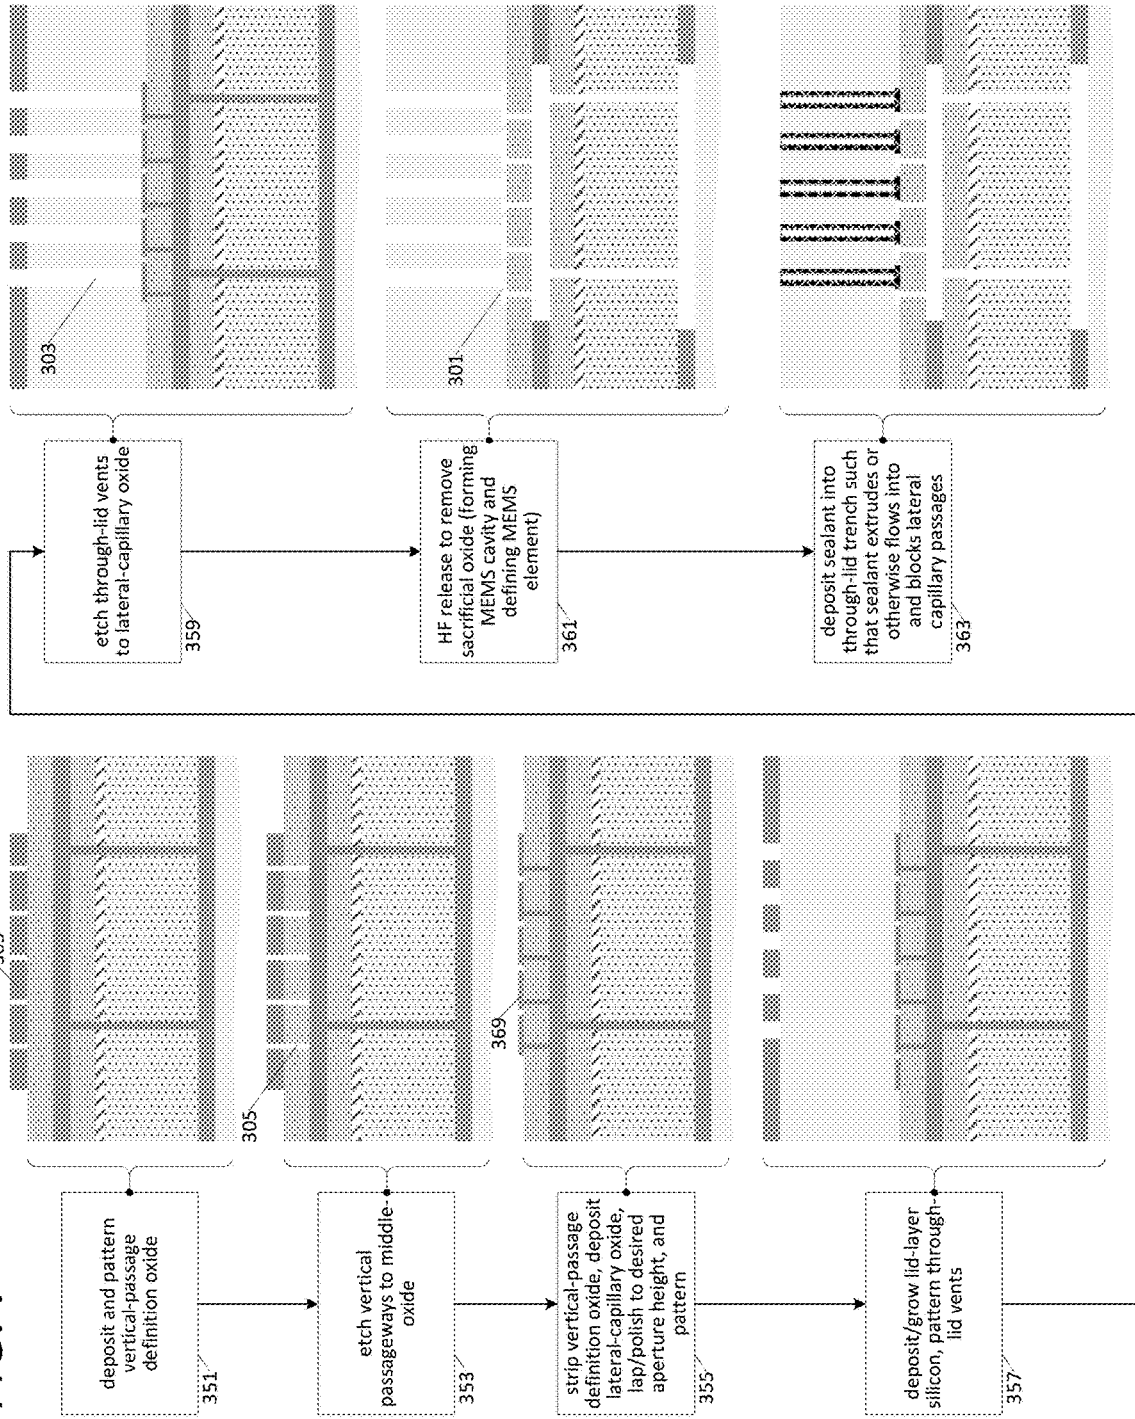 deposit and pattern
vertical-passage
definition oxide
351
etch vertical
passageways to middle-
oxide
353
305
strip vertical-passage
definition oxide, deposit
lateral-capillary oxide,
lap/polish to desired
aperture height, and
pattern
355
369
deposit/grow lid-layer
silicon, pattern through-
lid vents
357
etch through-lid vents
to lateral-capillary oxide
359
303
HF release to remove
sacrificial oxide (forming
MEMS cavity and
defining MEMS
element)
361
301
deposit sealant into
through-lid trench such
that sealant extrudes or
otherwise flows into
and blocks lateral
capillary passages
363